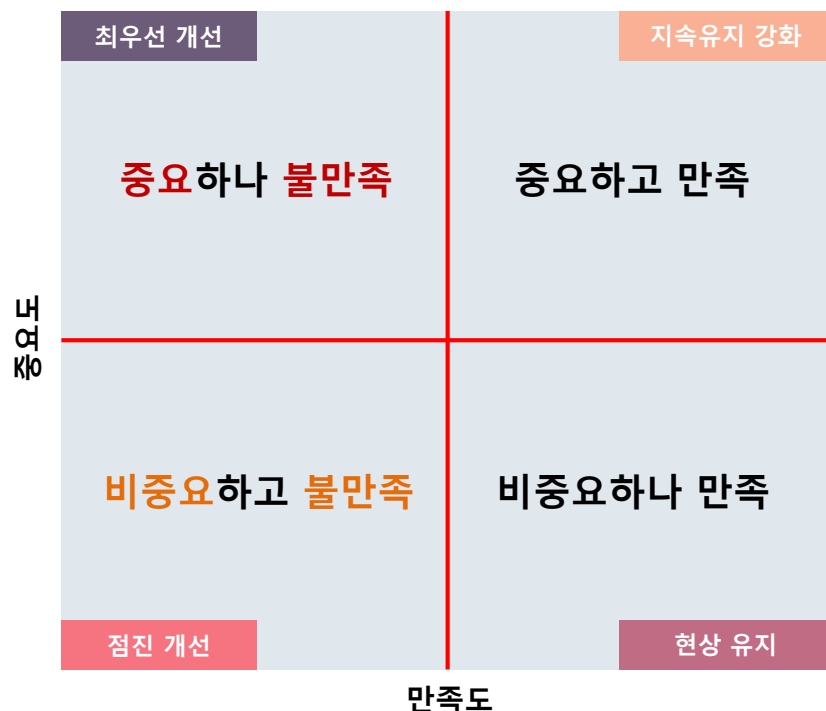 최우선 개선
지속유지 강화
중요하나 불만족
중요하고 만족
중요도
비중요하고 불만족
비중요하나 만족
점진 개선
현상 유지
만족도